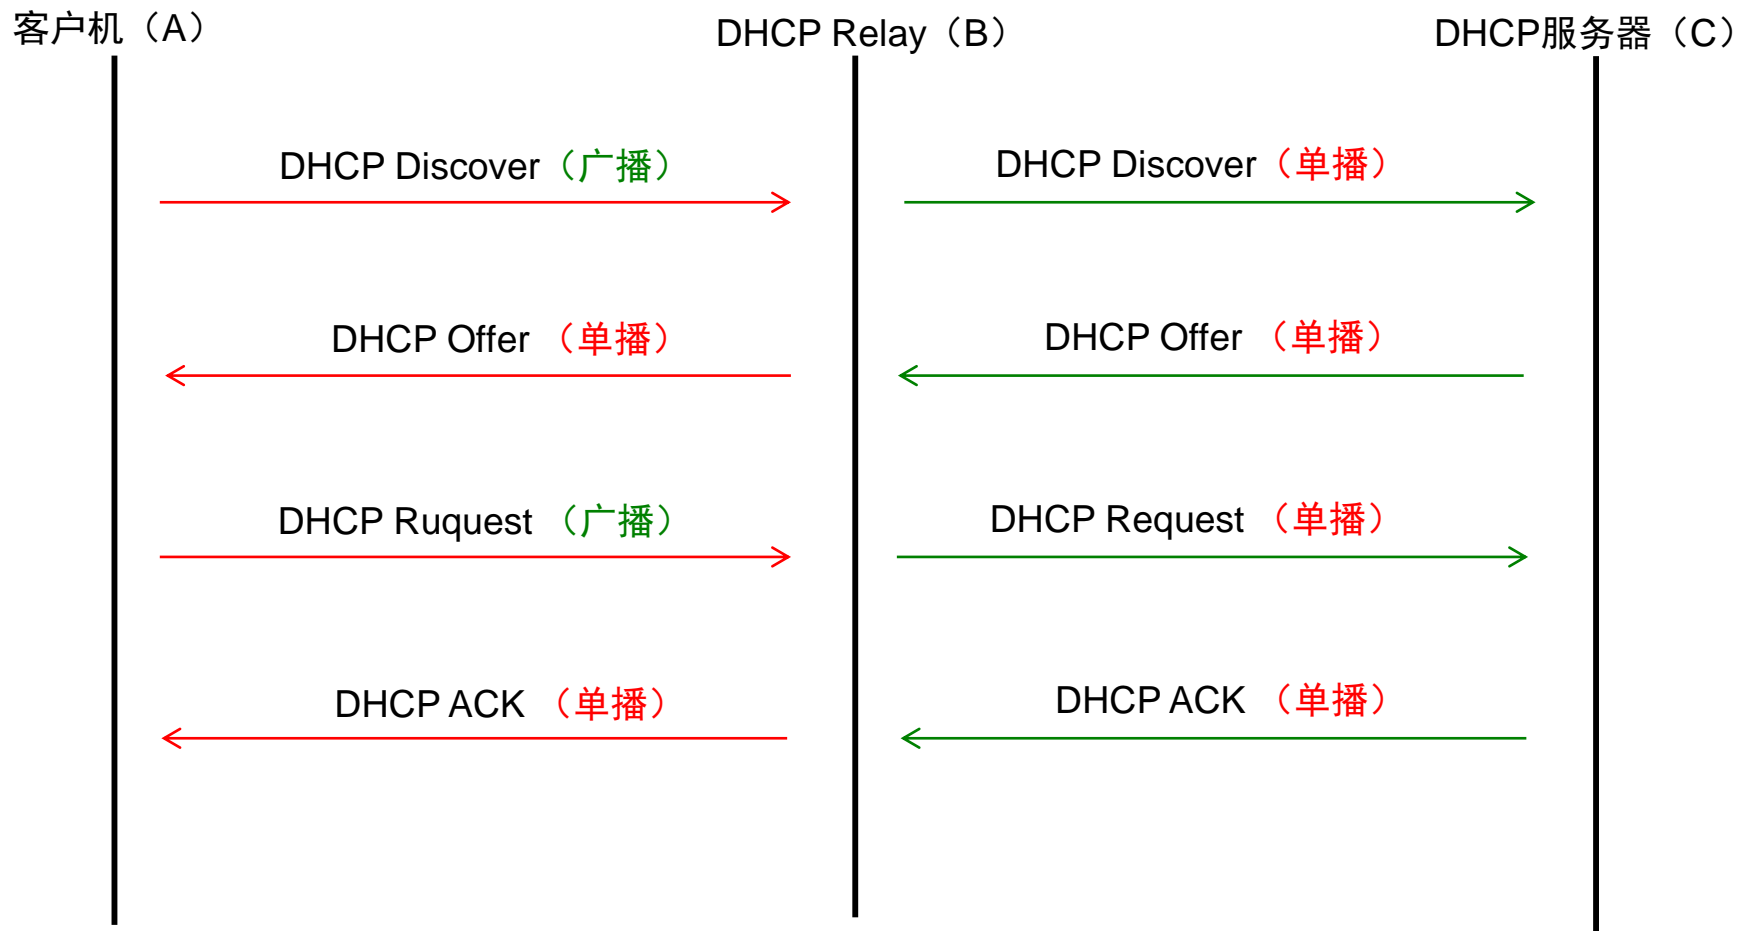 客户机（A）
DHCP Relay（B）
DHCP服务器（C）
DHCP Discover（广播）
DHCP Discover（单播）
DHCP Offer （单播）
DHCP Offer （单播）
DHCP Ruquest （广播）
DHCP Request （单播）
DHCP ACK （单播）
DHCP ACK （单播）